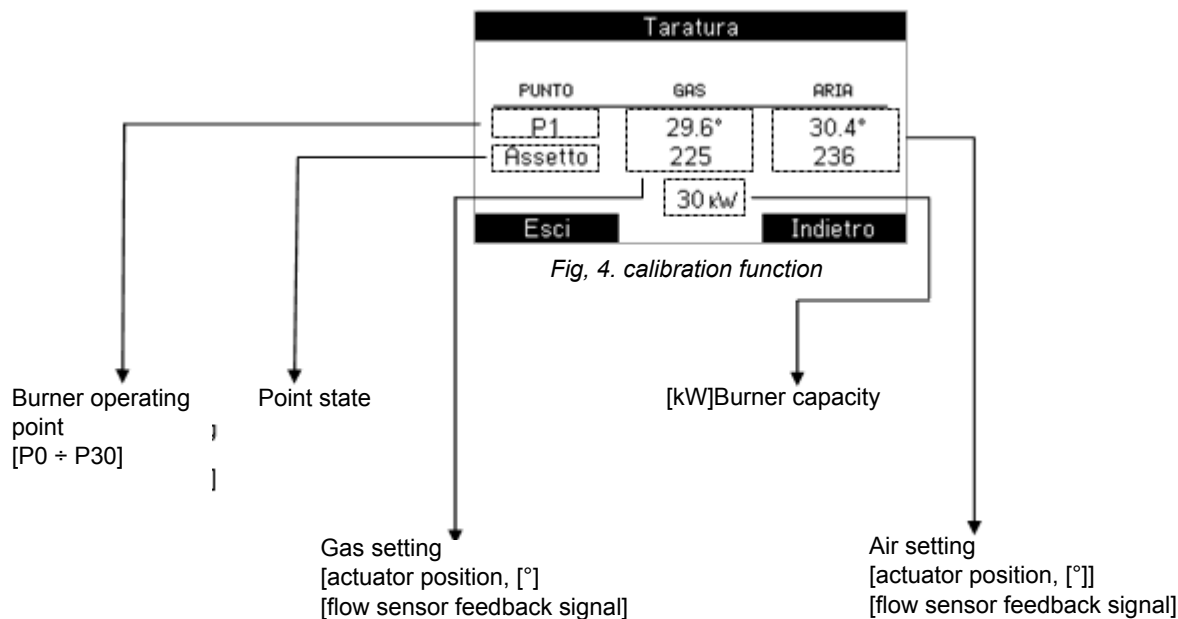 Taratura
PUNTO GAS ARIA
P1 29.6° 30.4°
Assetto 225 236
30 kW
Esci Indietro
Fig, 4. calibration function
Burner operating
point
[P0 ÷ P30]
Point state
[kW]Burner capacity
Gas setting
[actuator position, [°]
[flow sensor feedback signal]
Air setting
[actuator position, [°]]
[flow sensor feedback signal]